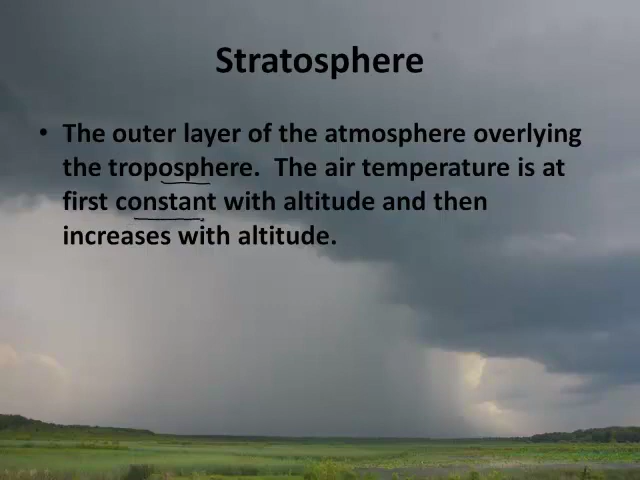 Stratosphere
• The outer layer of the atmosphere overlying
the troposphere. The air temperature is at
first constant with altitude and then
increases with altitude.